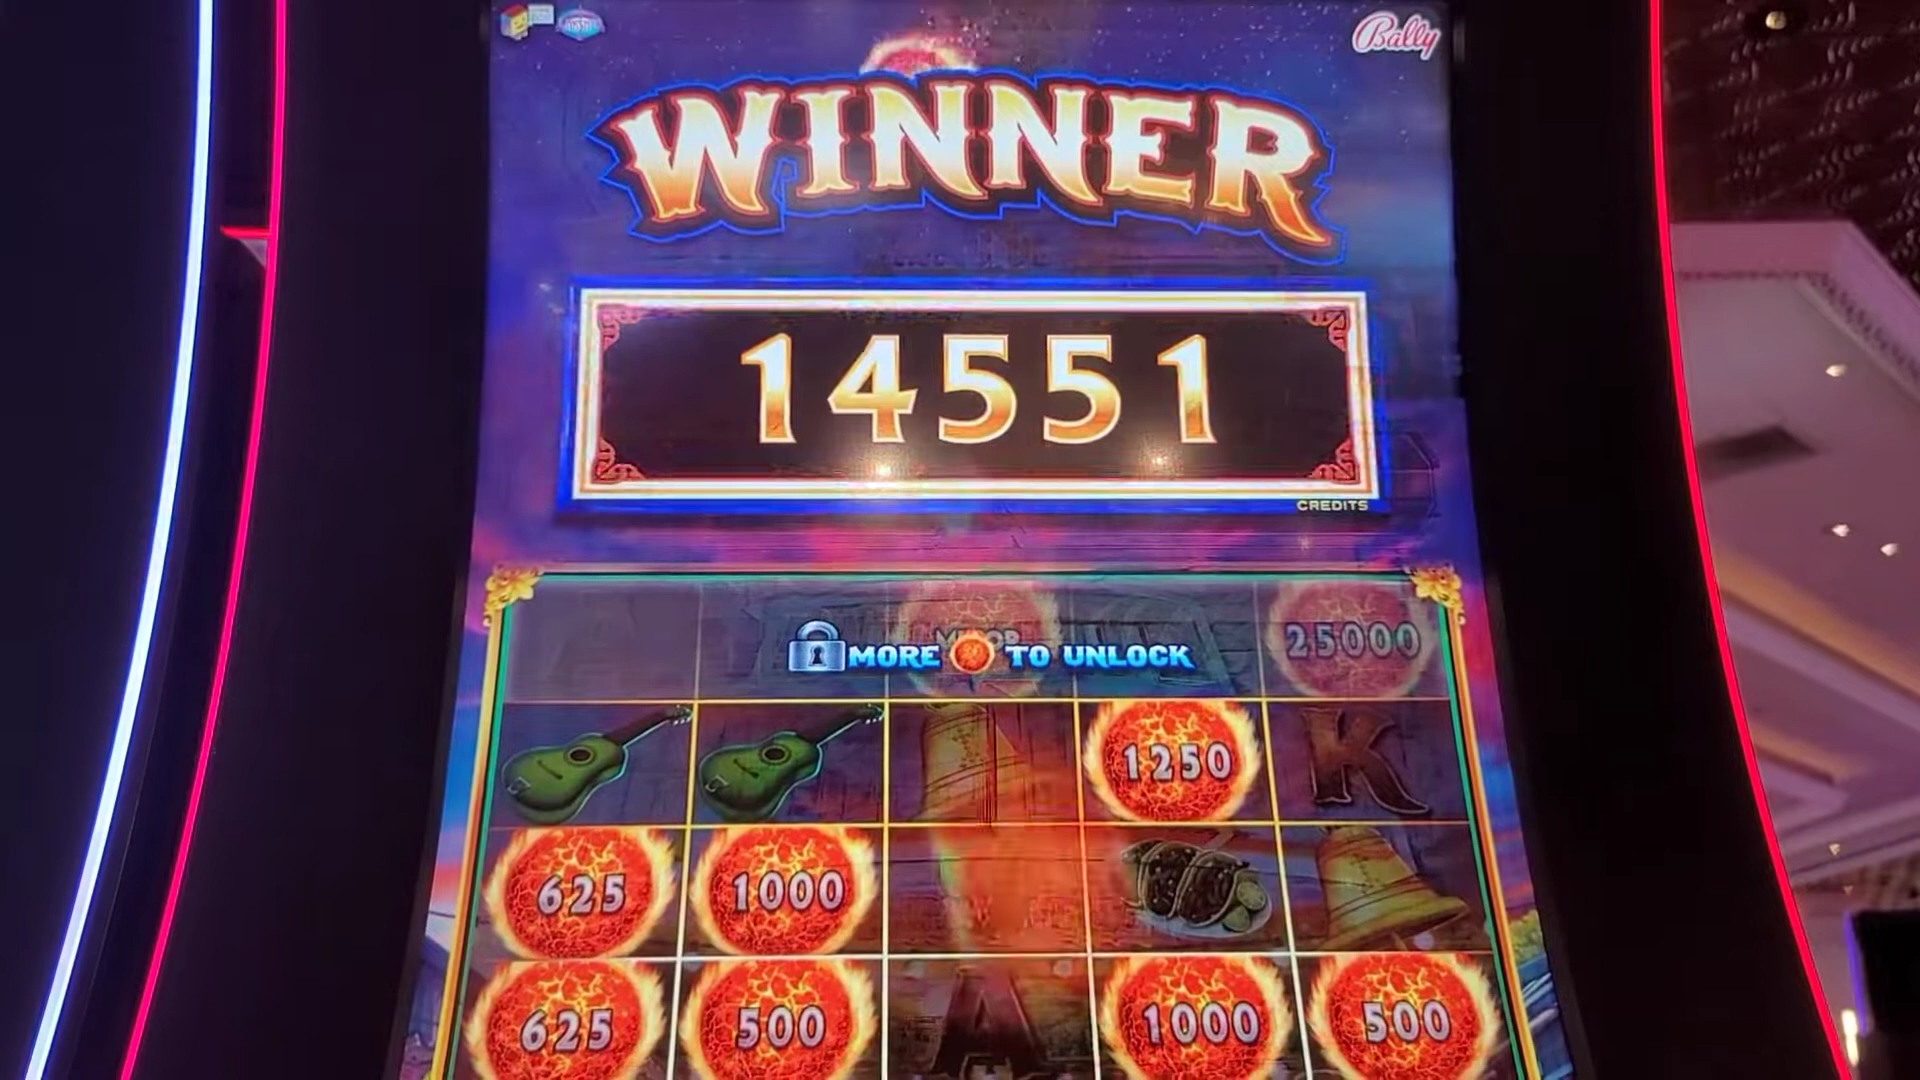 Bally
WINNER
14551
CREDITS
MORE TO UNLOCK
25000
1250
K
625
1000
625
500
A
1000
500